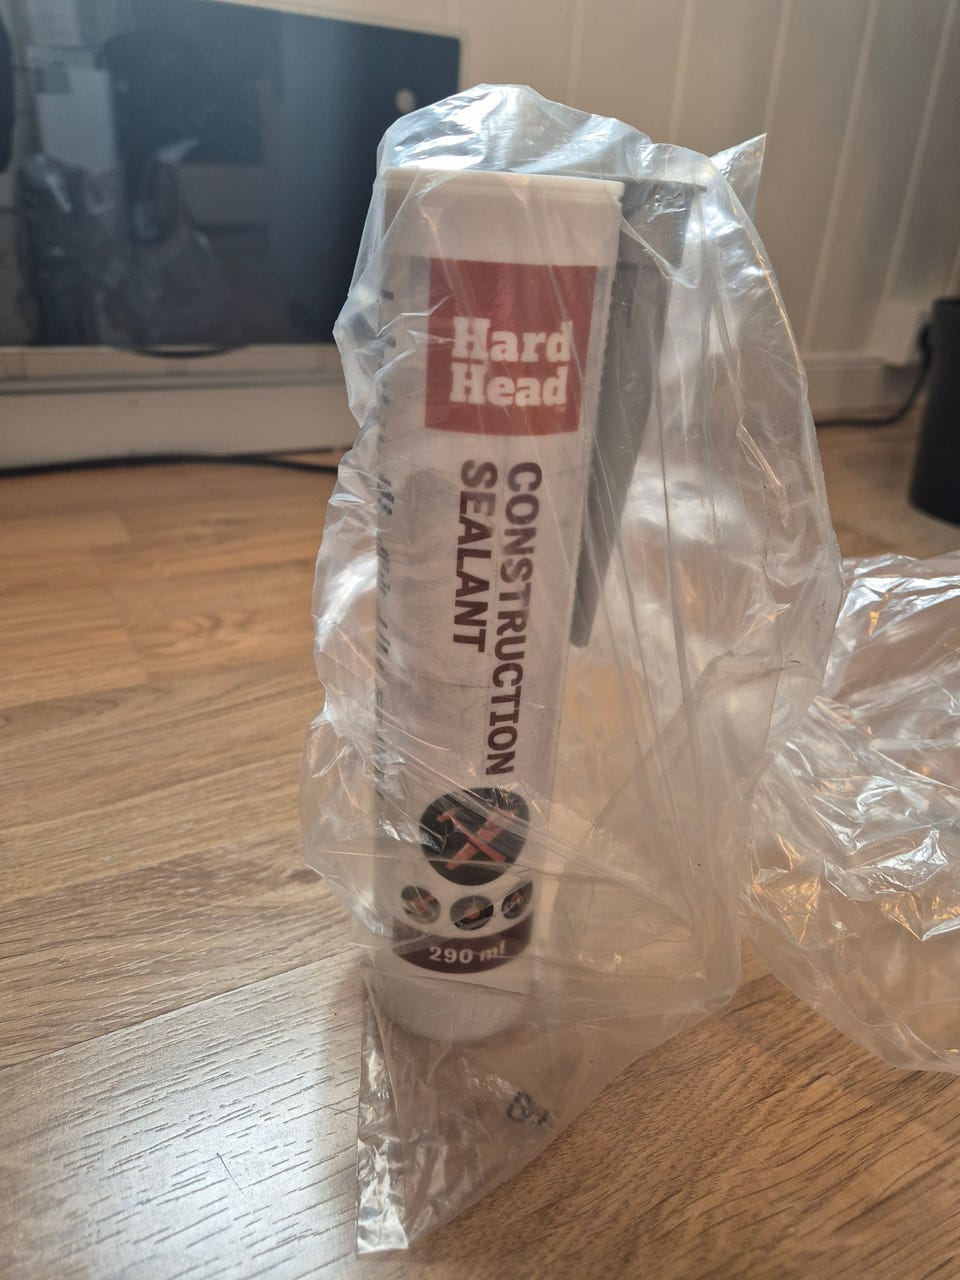 Hard
Head
CONSTRUCTION
SEALANT
290 ml